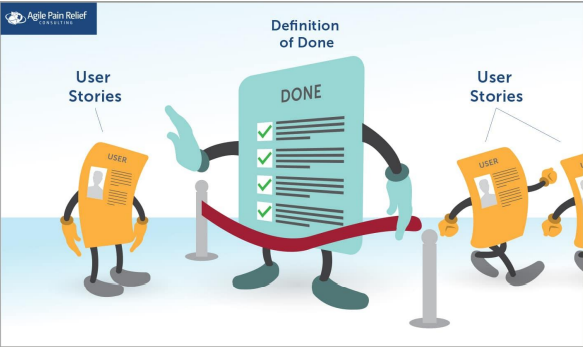 Agile Pain Relief
CONSULTING
Definition
of Done
User
Stories
User
Stories
DONE
USER
USER